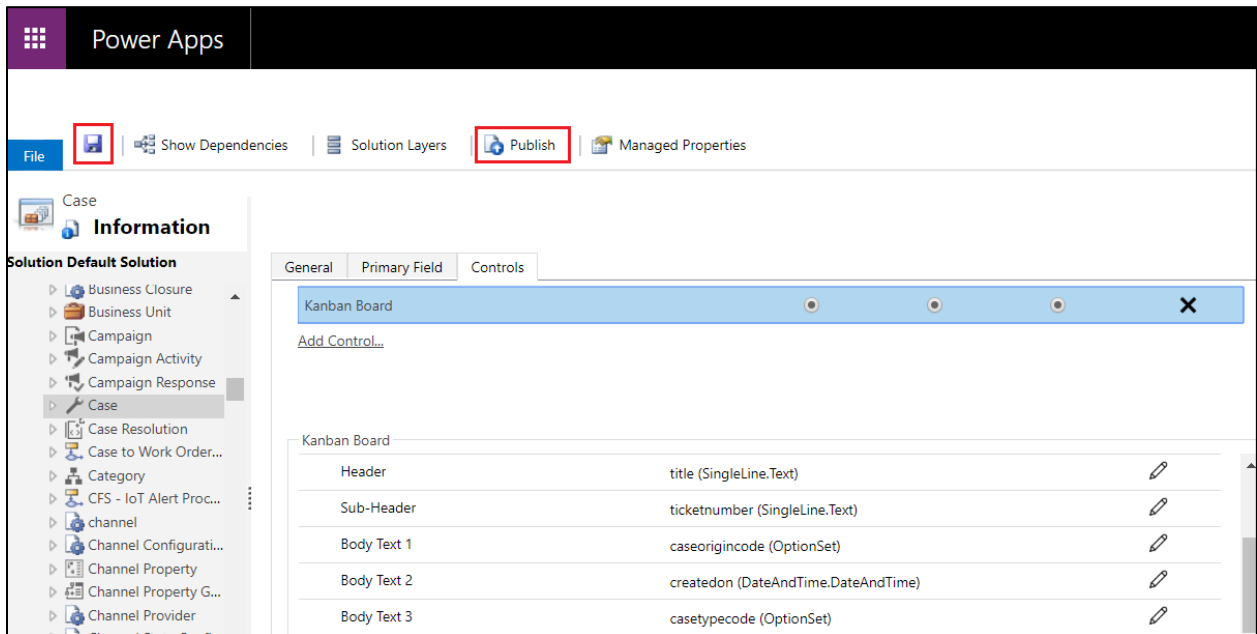 Power Apps
File
Show Dependencies
Solution Layers
Publish
Managed Properties
Case
Information
Solution Default Solution
Business Closure
Business Unit
Campaign
Campaign Activity
Campaign Response
Case
Case Resolution
Case to Work Order...
Category
CFS - IoT Alert Proc...
channel
Channel Configurati...
Channel Property
Channel Property G...
Channel Provider
General Primary Field Controls
Kanban Board
Add Control...
Kanban Board
Header title (SingleLine.Text)
Sub-Header ticketnumber (SingleLine.Text)
Body Text 1 caseorigincode (OptionSet)
Body Text 2 createdon (DateAndTime.DateAndTime)
Body Text 3 casetypecode (OptionSet)